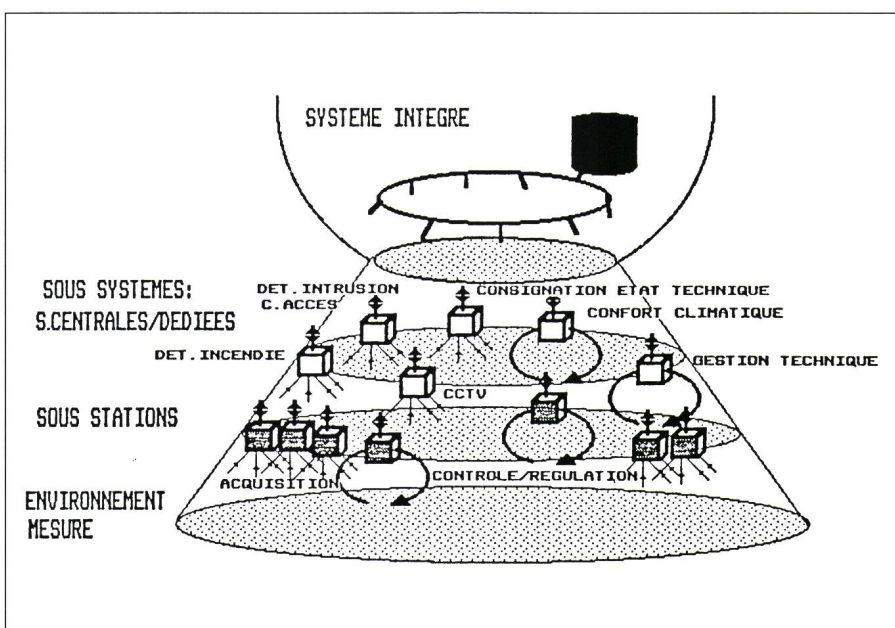 SYSTEME INTEGRE
SOUS SYSTEMES:
S.CENTRALES/DEDIEES
DET.INTRUSION
C.ACCES
CONSIGNATION ETAT TECHNIQUE
CONFORT CLIMATIQUE
DET.INCENDIE
GESTION TECHNIQUE
CCTV
SOUS STATIONS
ACQUISITION
CONTROLE/REGULATION
ENVIRONNEMENT
MESURE